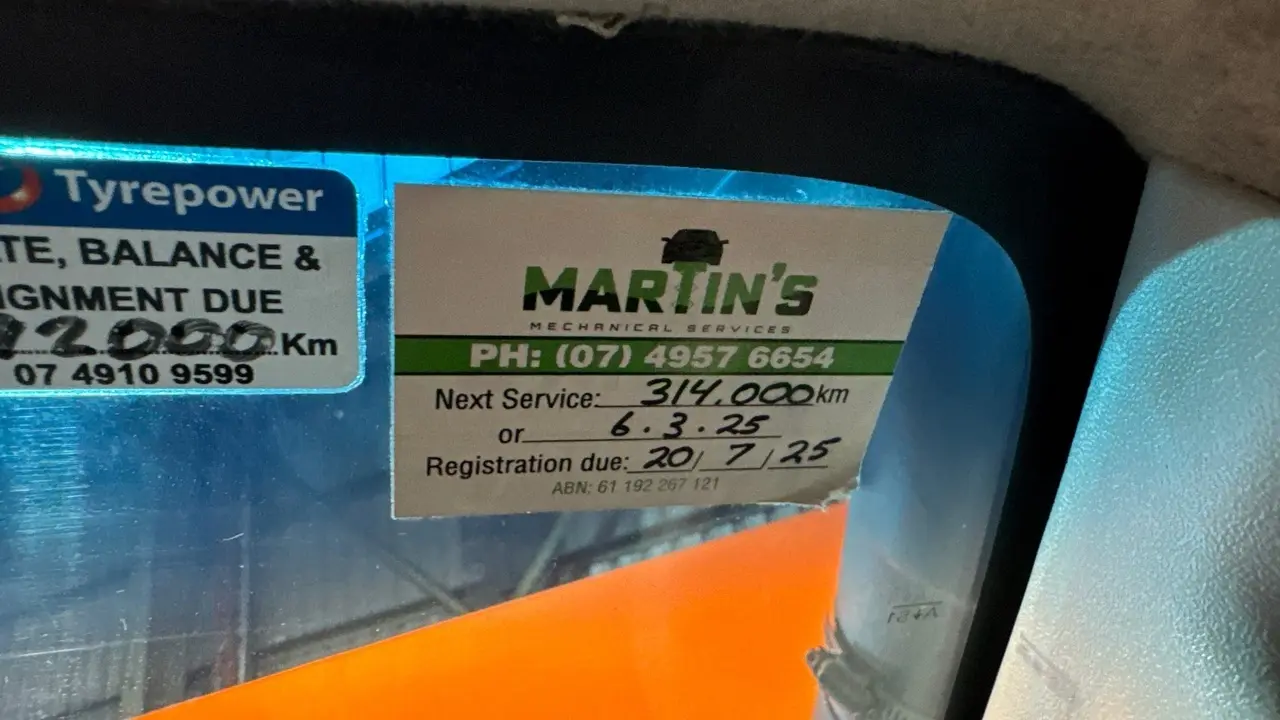 Tyrepower
TE, BALANCE &
IGNMENT DUE
12000 Km
07 4910 9599
MARTIN'S
MECHANICAL SERVICES
PH: (07) 4957 6654
Next Service: 314.000 km
or 6.3.25
Registration due: 20/7/25
ABN: 61 192 267 121